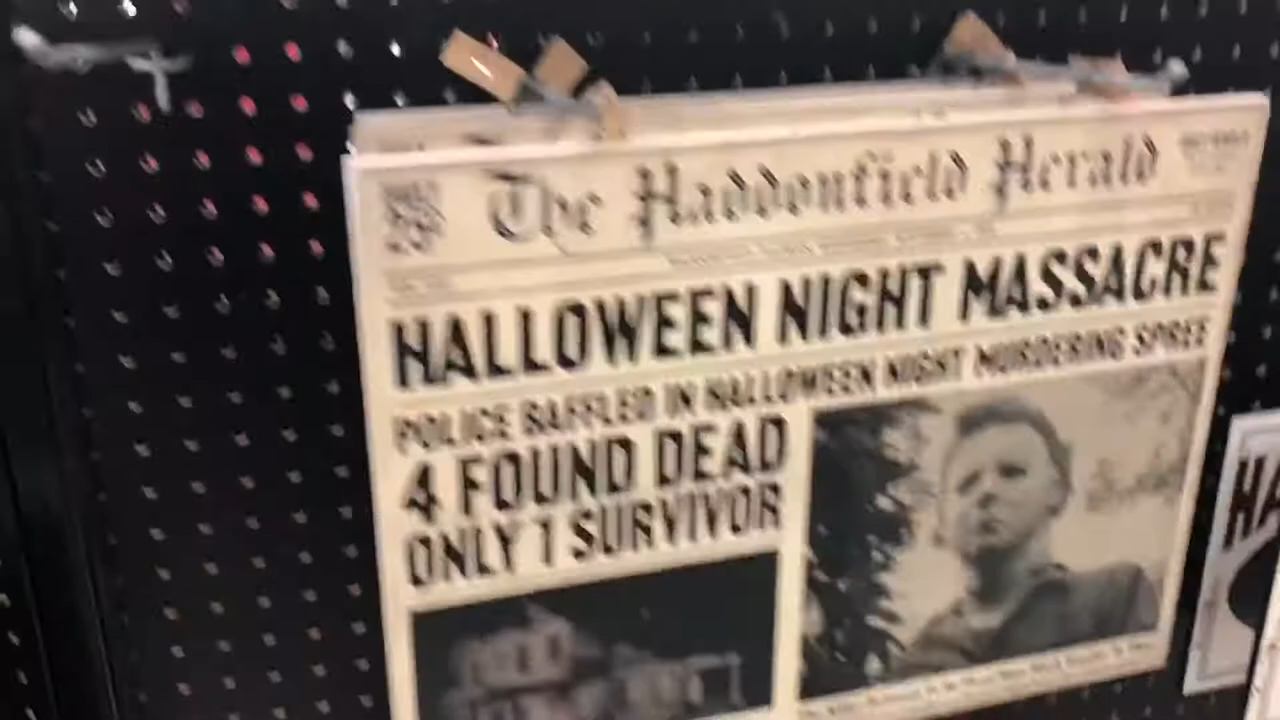 The Haddonfield Herald
HALLOWEEN NIGHT MASSACRE
POLICE BAFFLED IN HALLOWEEN NIGHT MURDERING SPREE
4 FOUND DEAD
ONLY 1 SURVIVOR
HA